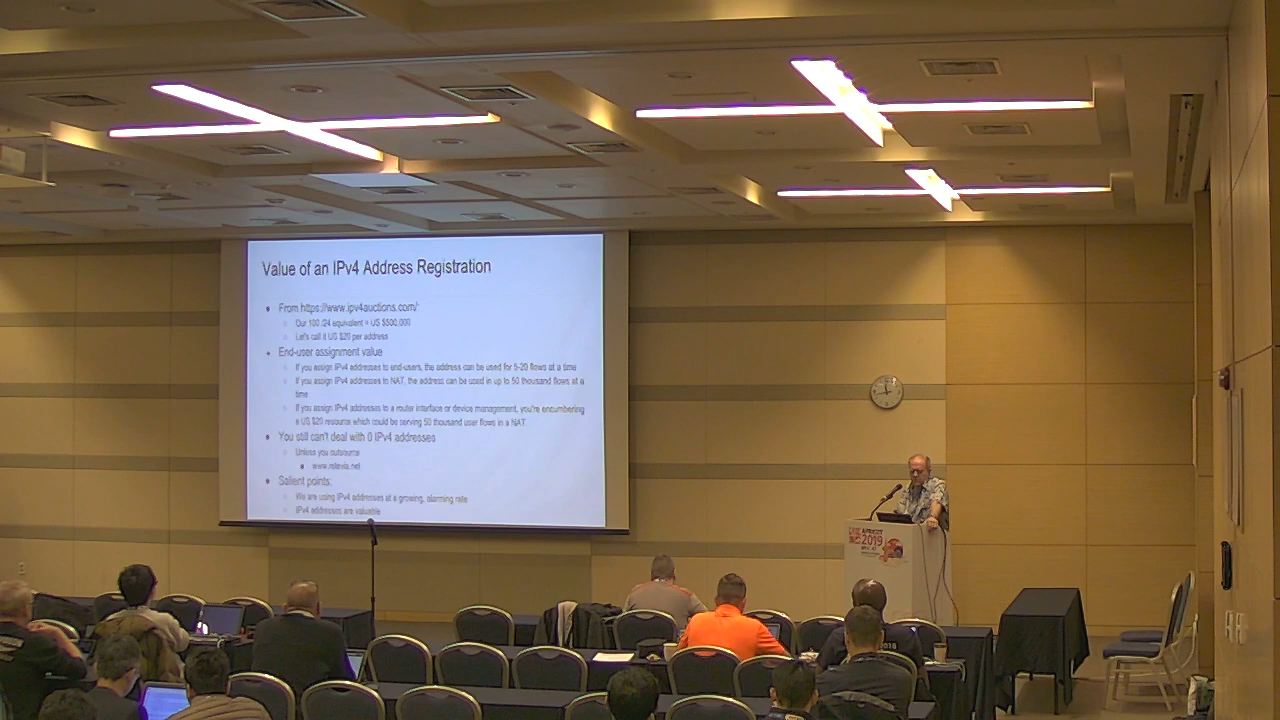 Value of an IPv4 Address Registration
From https://www.ipv4auctions.com/
Our 100 /24 equivalent = US $500,000
Let's call it US $20 per address
End-user assignment value
If you assign IPv4 addresses to end-users, the address can be used for 5-20 flows at a time
If you assign IPv4 addresses to NAT, the address can be used in up to 50 thousand flows at a
time
If you assign IPv4 addresses to a router interface or device management, you're encumbering
a US $20 resource which could be serving 50 thousand user flows in a NAT.
You still can't deal with 0 IPv4 addresses
Unless you outsource
Salient points:
We are using IPv4 addresses at a growing, alarming rate
IPv4 addresses are valuable
APRICOT
2019